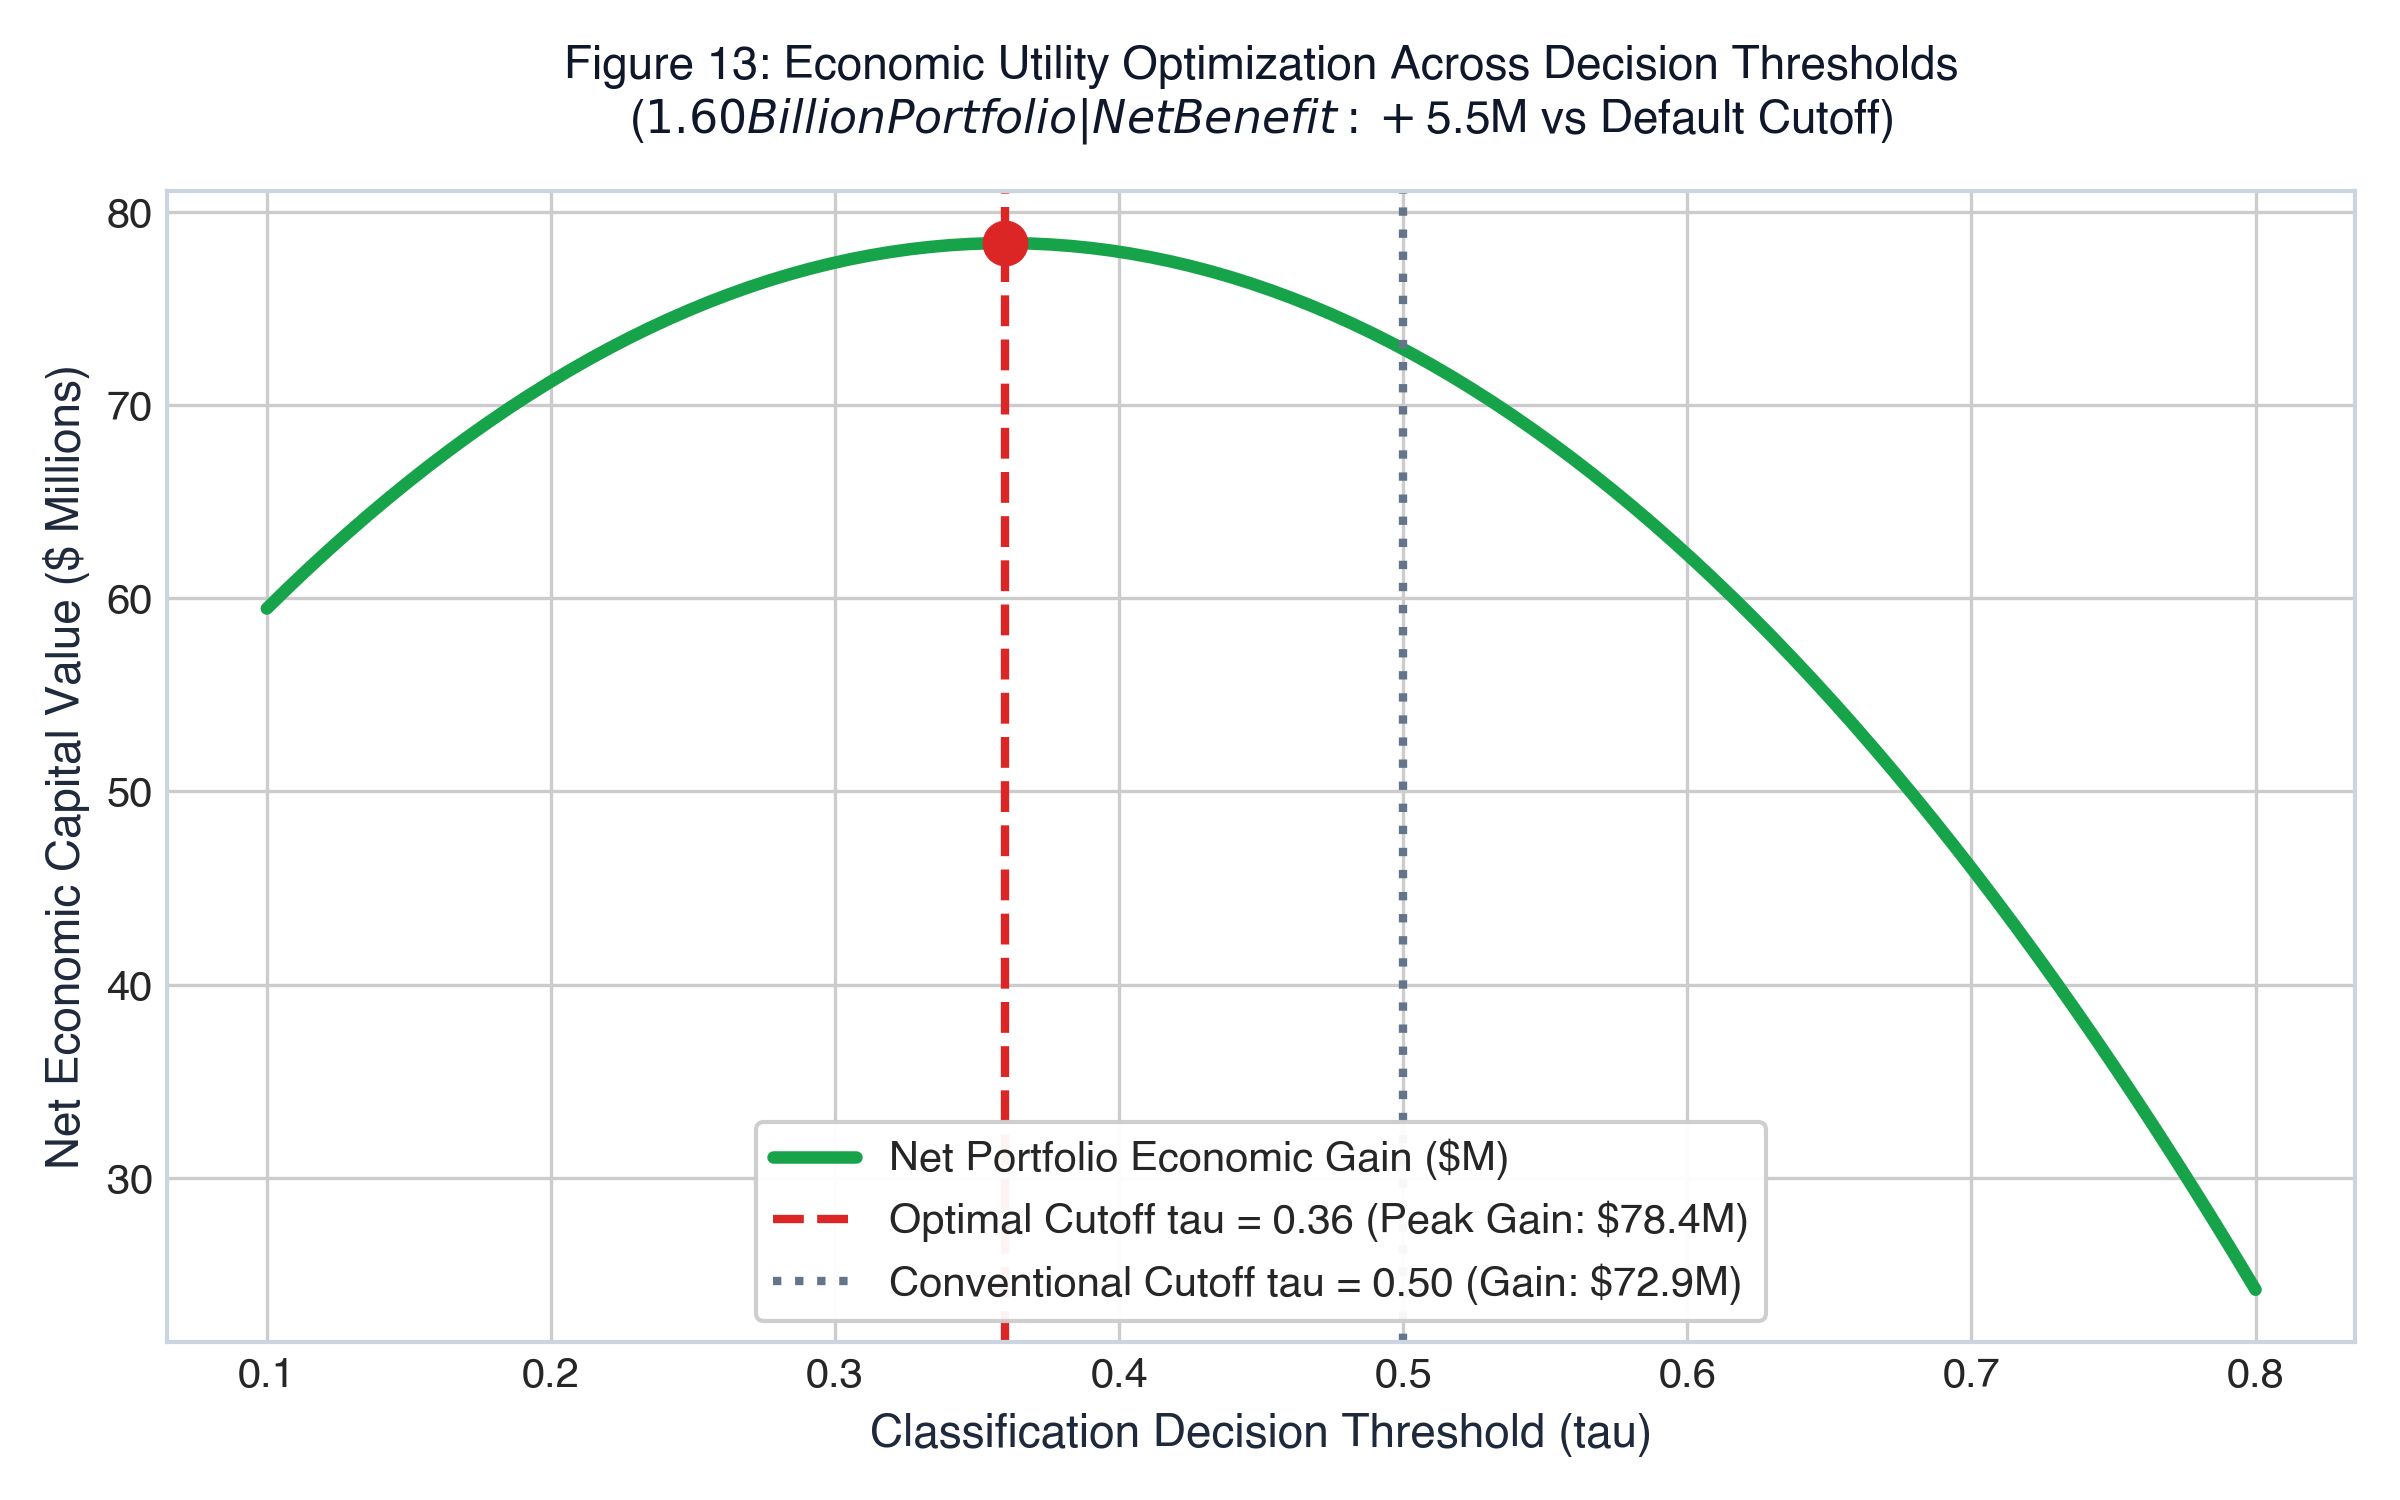 Figure 13: Economic Utility Optimization Across Decision Thresholds
(1.60BillionPortfolio|NetBenefit: +5.5M vs Default Cutoff)
Net Economic Capital Value ($ Millions)
80
70
60
50
40
30
Net Portfolio Economic Gain ($M)
Optimal Cutoff tau = 0.36 (Peak Gain: $78.4M)
Conventional Cutoff tau = 0.50 (Gain: $72.9M)
0.1 0.2 0.3 0.4 0.5 0.6 0.7 0.8
Classification Decision Threshold (tau)